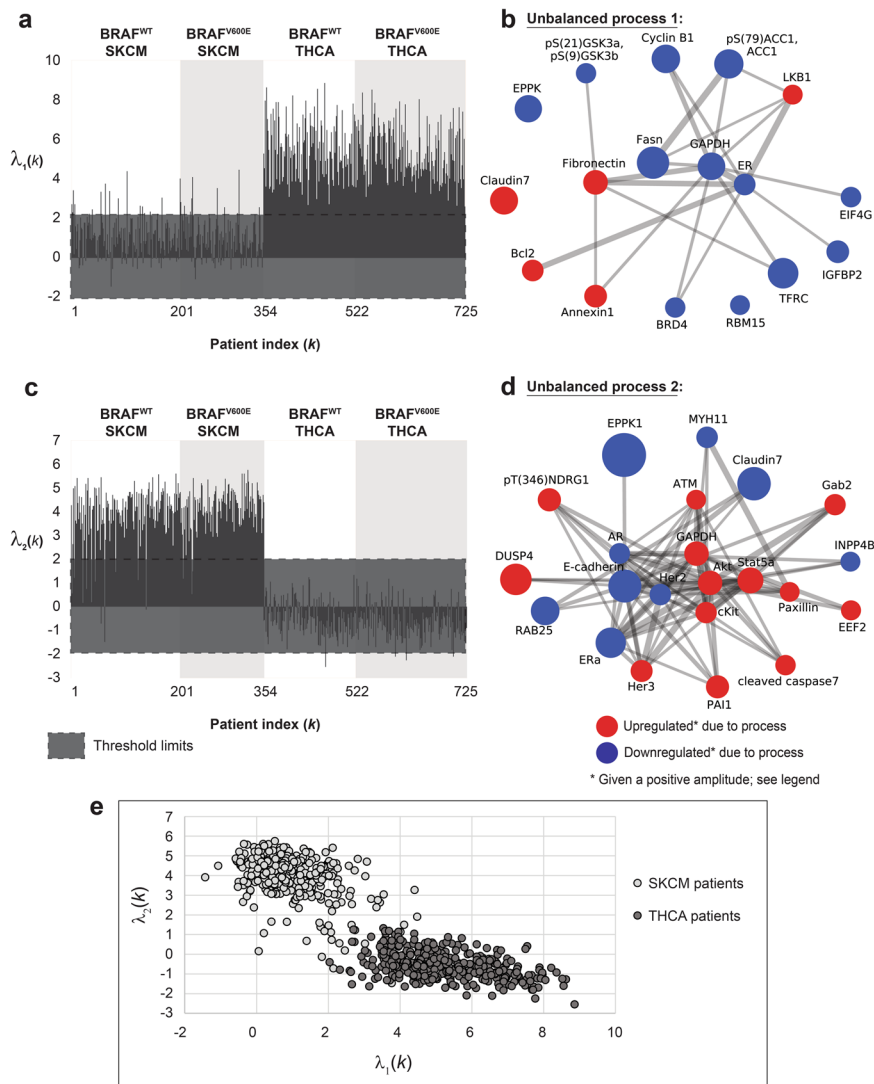 a
BRAF^WT SKCM
BRAF^V600E SKCM
BRAF^WT THCA
BRAF^V600E THCA
10
8
6
4
2
0
-2
λ₁(k)
1 201 354 522 725
Patient index (k)
b Unbalanced process 1:
pS(21)GSK3a, pS(9)GSK3b
Cyclin B1
pS(79)ACC1, ACC1
LKB1
EPPK
Fasn
GAPDH
ER
Fibronectin
Claudin7
EIF4G
Bcl2
IGFBP2
TFRC
Annexin1
BRD4
RBM15
c
BRAF^WT SKCM
BRAF^V600E SKCM
BRAF^WT THCA
BRAF^V600E THCA
7
6
5
4
3
2
1
0
-1
-2
-3
λ₂(k)
1 201 354 522 725
Patient index (k)
Threshold limits
d Unbalanced process 2:
EPPK1
MYH11
Claudin7
pT(346)NDRG1
ATM
Gab2
AR
GAPDH
INPP4B
DUSP4
E-cadherin
Her2
Akt
Stat5a
RAB25
cKit
Paxillin
EEF2
ERa
Her3
PAI1
cleaved caspase7
Upregulated* due to process
Downregulated* due to process
* Given a positive amplitude; see legend
e
7
6
5
4
3
2
1
0
-1
-2
-3
λ₂(k)
-2 0 2 4 6 8 10
λ₁(k)
SKCM patients
THCA patients